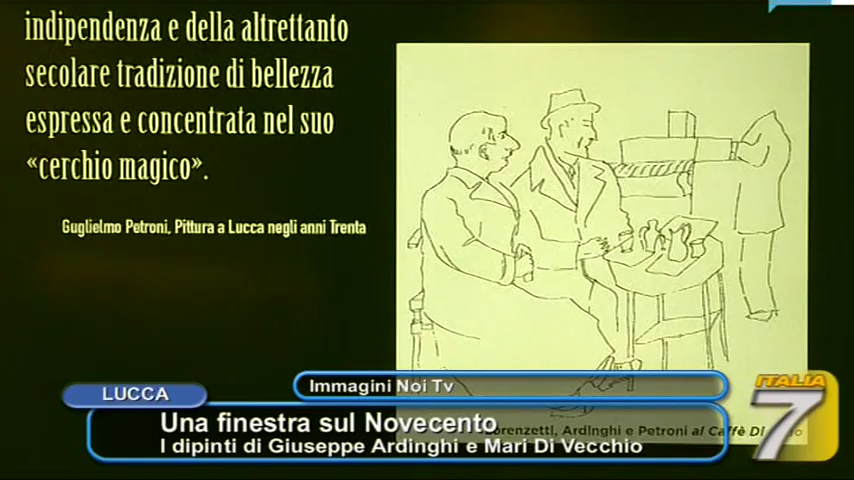 indipendenza e della altrettanto
secolare tradizione di bellezza
espressa e concentrata nel suo
«cerchio magico».
Guglielmo Petroni, Pittura a Lucca negli anni Trenta
Ardinghi e Petroni al Caffè
LUCCA
Immagini Noi Tv
Una finestra sul Novecento
I dipinti di Giuseppe Ardinghi e Mari Di Vecchio
ITALIA
7